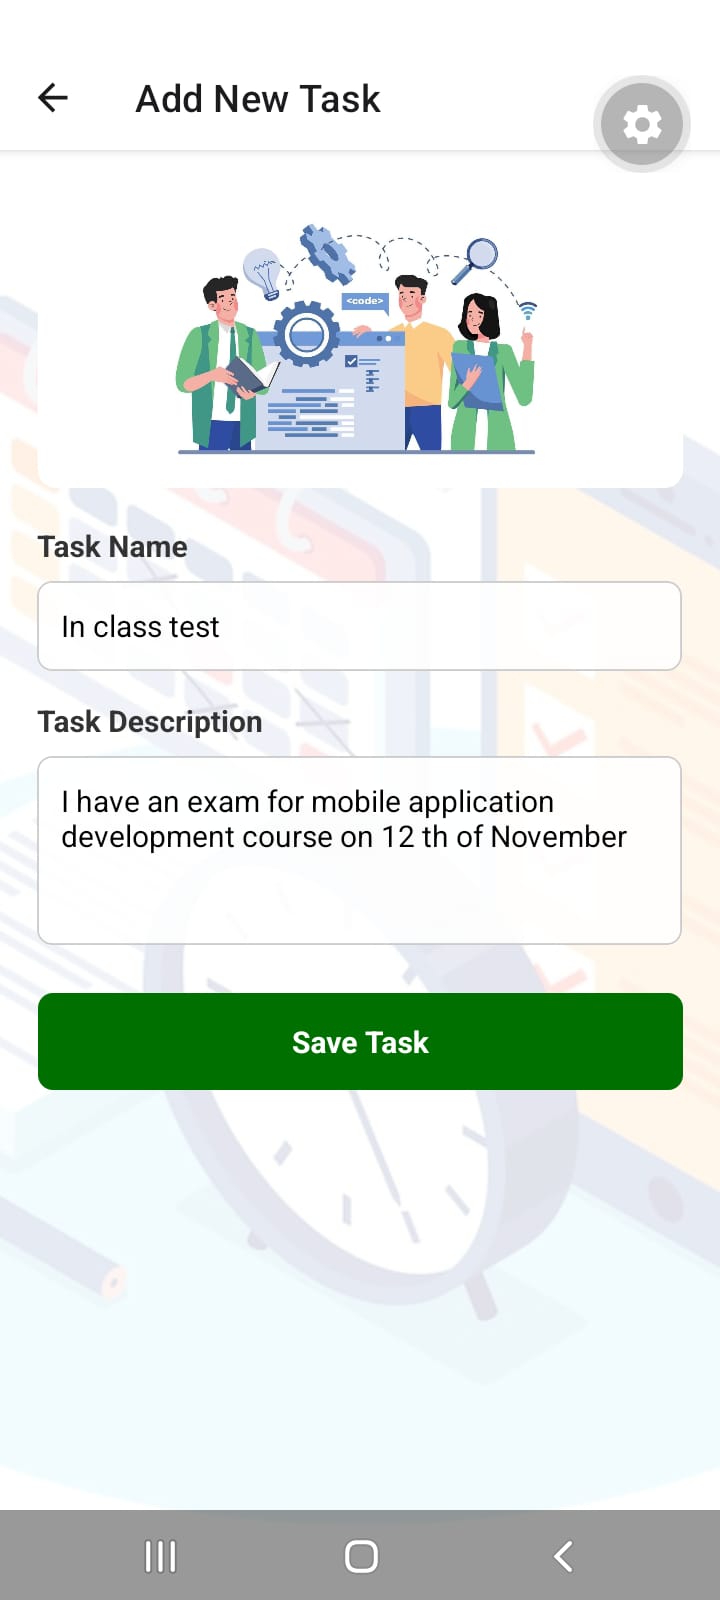 Add New Task
<code>
Task Name
In class test
Task Description
I have an exam for mobile application
development course on 12 th of November
Save Task